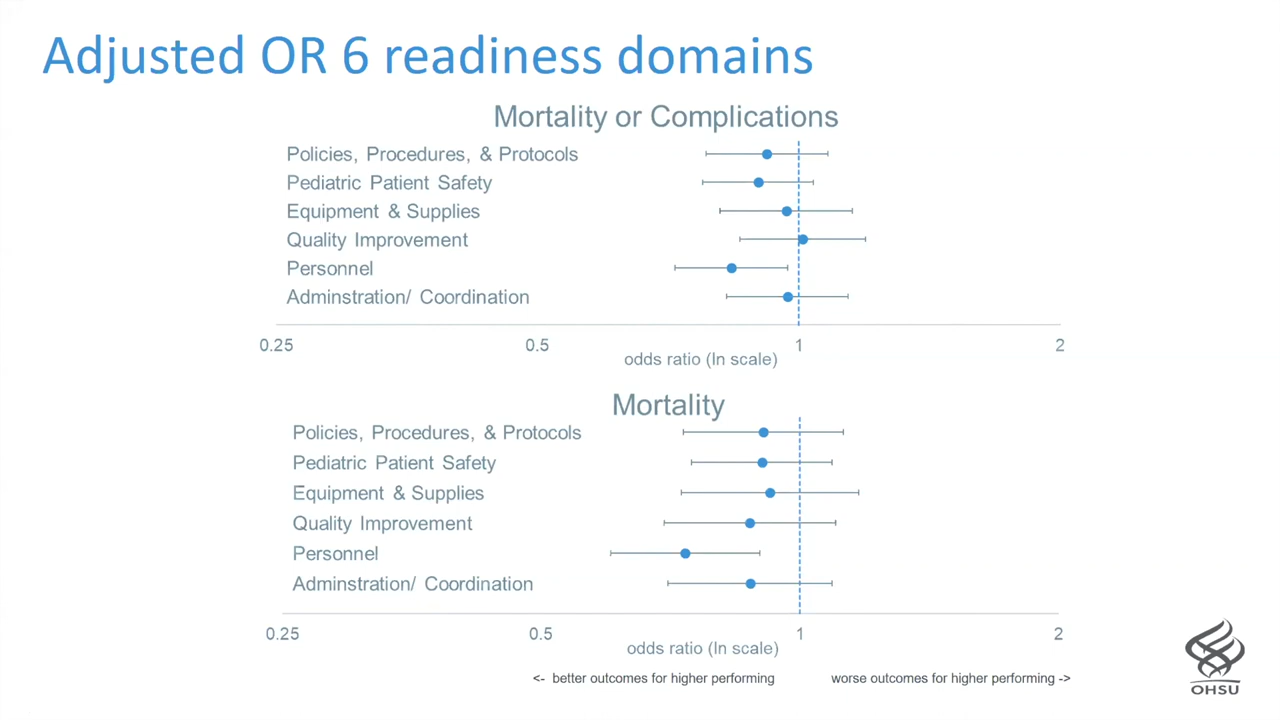 Adjusted OR 6 readiness domains
Mortality or Complications
Policies, Procedures, & Protocols
Pediatric Patient Safety
Equipment & Supplies
Quality Improvement
Personnel
Adminstration/ Coordination
0.25 0.5 1 2
odds ratio (ln scale)
Mortality
Policies, Procedures, & Protocols
Pediatric Patient Safety
Equipment & Supplies
Quality Improvement
Personnel
Adminstration/ Coordination
0.25 0.5 1 2
odds ratio (ln scale)
<- better outcomes for higher performing worse outcomes for higher performing ->
OHSU